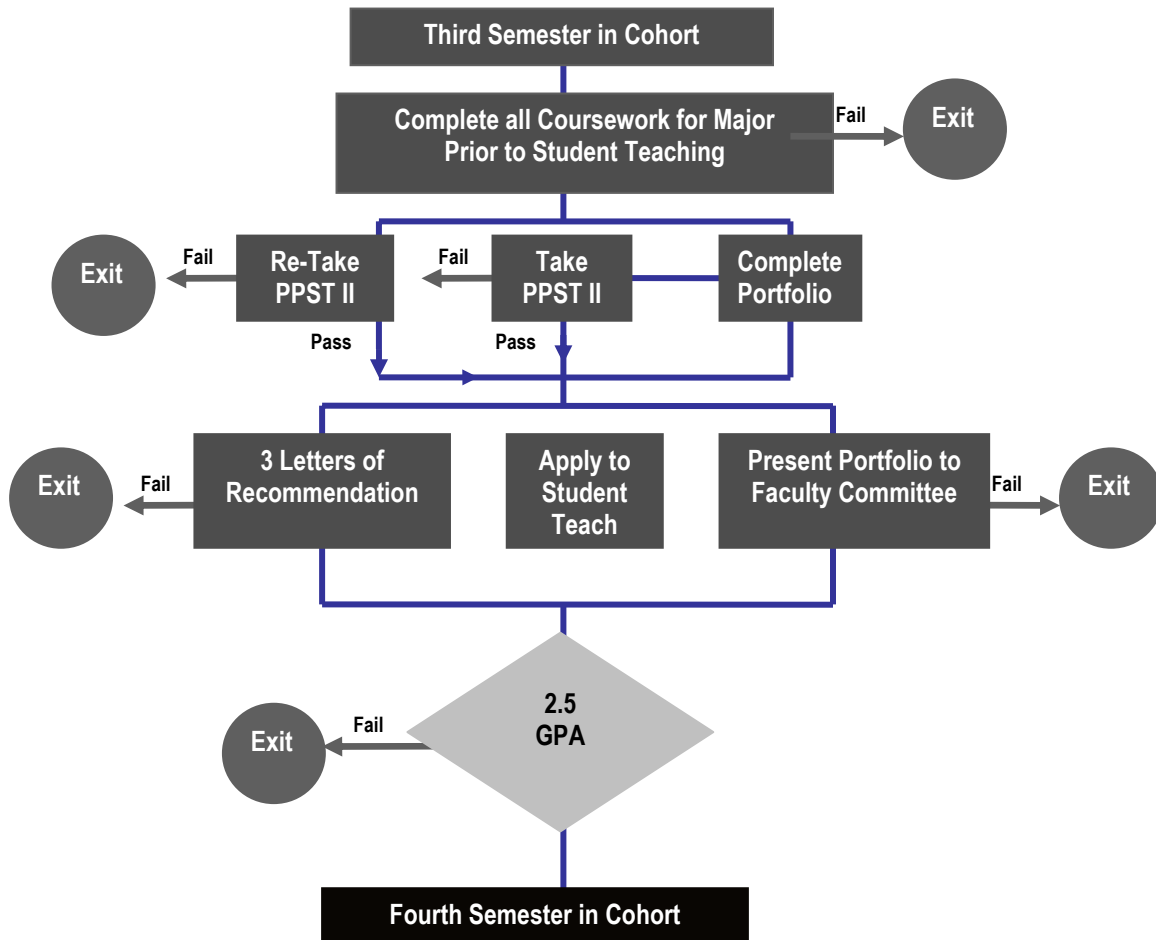 Third Semester in Cohort
Complete all Coursework for Major
Prior to Student Teaching
Fail
Exit
Exit
Fail
Re-Take
PPST II
Fail
Take
PPST II
Complete
Portfolio
Pass
Pass
Exit
Fail
3 Letters of
Recommendation
Apply to
Student
Teach
Present Portfolio to
Faculty Committee
Fail
Exit
2.5
GPA
Fail
Exit
Fourth Semester in Cohort